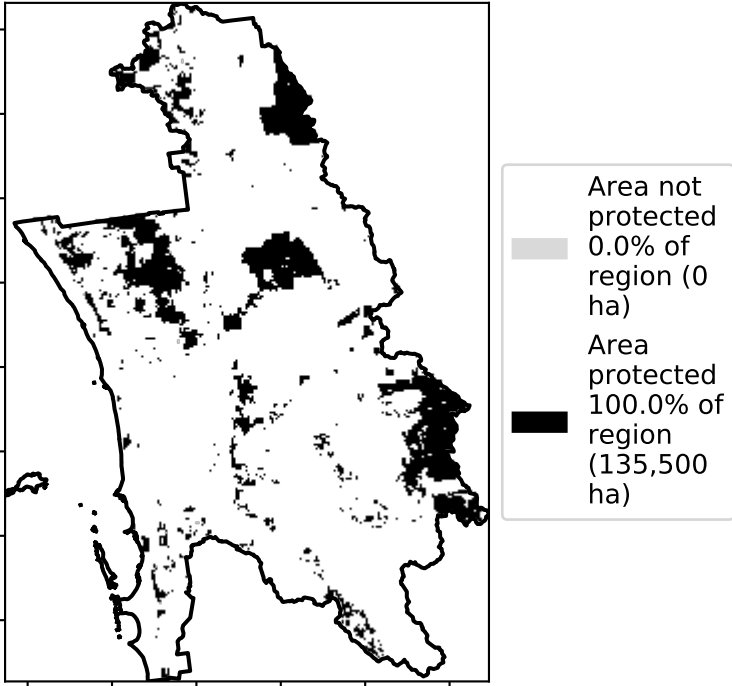 Area not
protected
0.0% of
region (0
ha)
Area
protected
100.0% of
region
(135,500
ha)